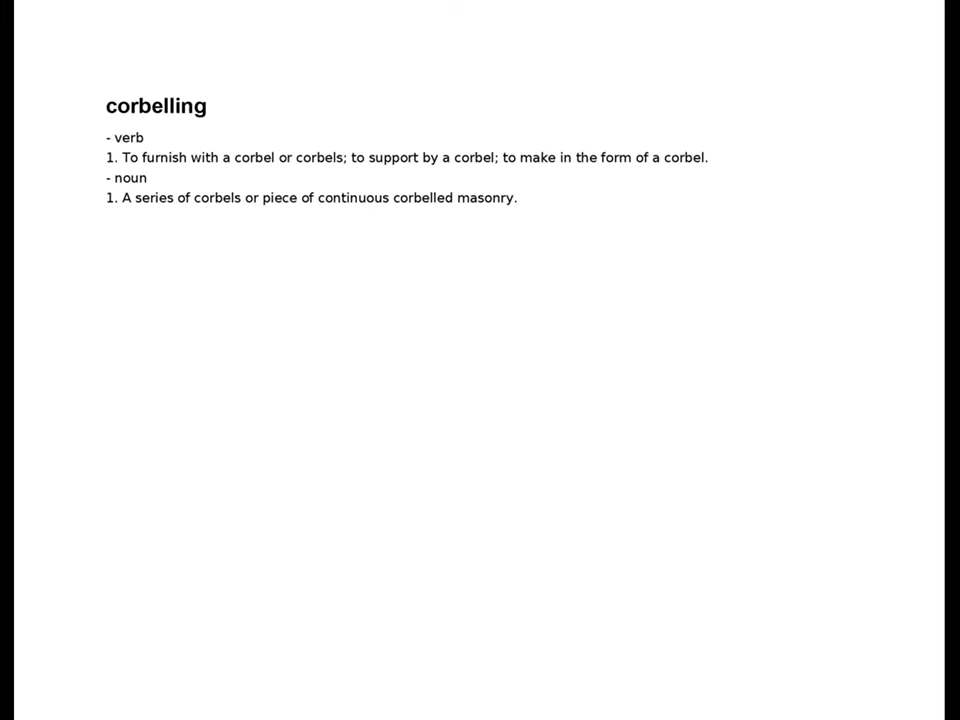 corbelling
- verb
1. To furnish with a corbel or corbels; to support by a corbel; to make in the form of a corbel.
- noun
1. A series of corbels or piece of continuous corbelled masonry.